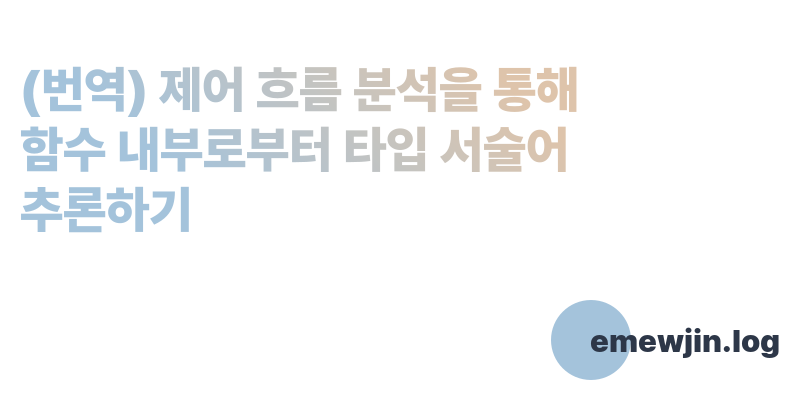 (번역) 제어 흐름 분석을 통해
함수 내부로부터 타입 서술어
추론하기
emewjin.log